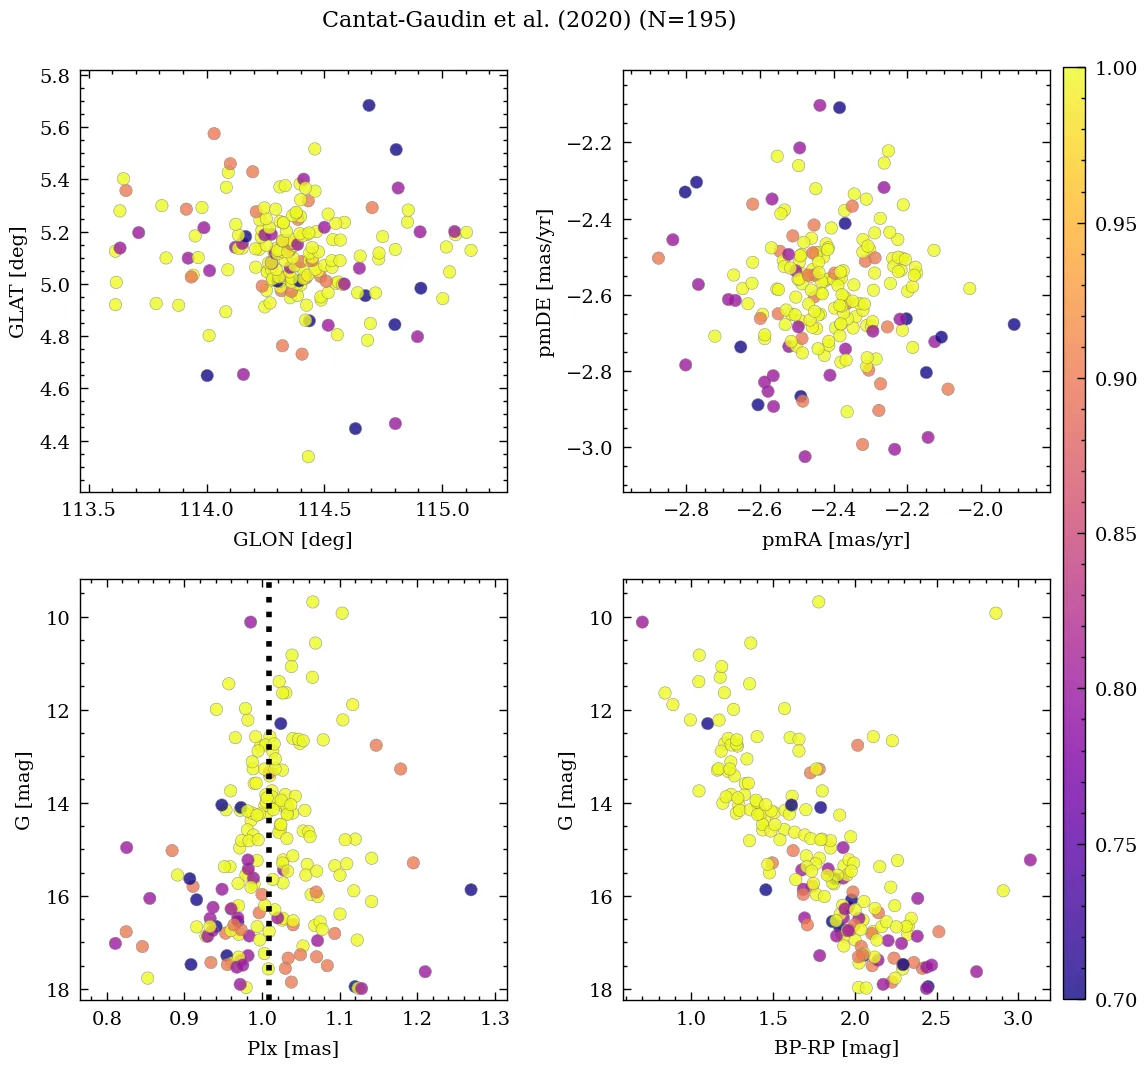 Cantat-Gaudin et al. (2020) (N=195)
5.8
5.6
5.4
5.2
5.0
4.8
4.6
4.4
GLAT [deg]
113.5 114.0 114.5 115.0
GLON [deg]
−2.2
−2.4
−2.6
−2.8
−3.0
pmDE [mas/yr]
−2.8 −2.6 −2.4 −2.2 −2.0
pmRA [mas/yr]
10
12
14
16
18
G [mag]
0.8 0.9 1.0 1.1 1.2 1.3
Plx [mas]
10
12
14
16
18
G [mag]
1.0 1.5 2.0 2.5 3.0
BP-RP [mag]
1.00
0.95
0.90
0.85
0.80
0.75
0.70